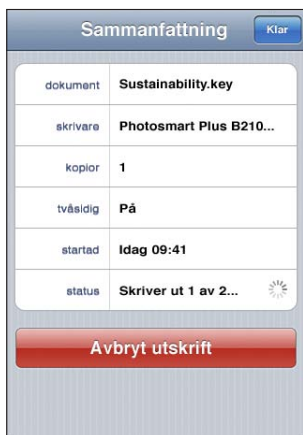 Sammanfattning
Klar
dokument Sustainability.key
skrivare Photosmart Plus B210...
kopior 1
tvåsidig På
startad Idag 09:41
status Skriver ut 1 av 2...
Avbryt utskrift